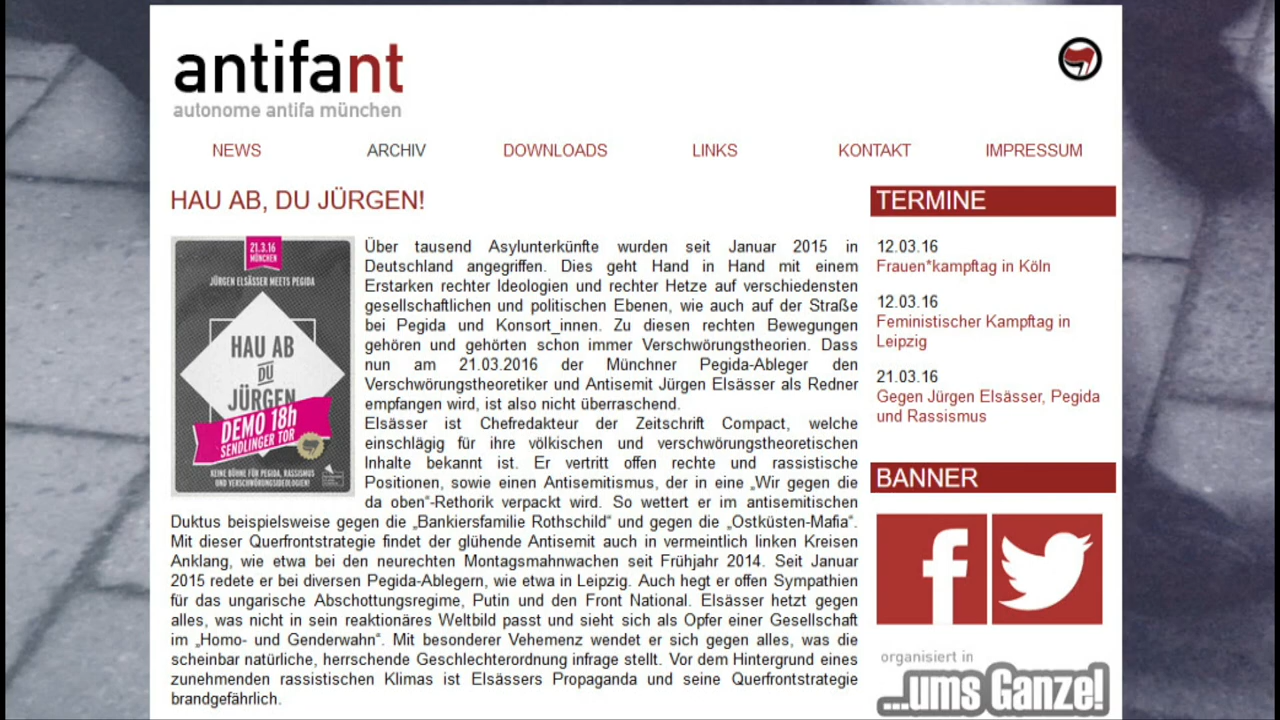 antifant
autonome antifa münchen
NEWS ARCHIV DOWNLOADS LINKS KONTAKT IMPRESSUM
HAU AB, DU JÜRGEN!
21.3.16
MÜNCHEN
JÜRGEN ELSÄSSER MEETS PEGIDA
HAU AB
DU
JÜRGEN
DEMO 18h
SENDLINGER TOR
KEINE BÜHNE FÜR PEGIDA, RASSISMUS
UND VERSCHWÖRUNGSIDEOLOGIEN!
Über tausend Asylunterkünfte wurden seit Januar 2015 in
Deutschland angegriffen. Dies geht Hand in Hand mit einem
Erstarken rechter Ideologien und rechter Hetze auf verschiedensten
gesellschaftlichen und politischen Ebenen, wie auch auf der Straße
bei Pegida und Konsort_innen. Zu diesen rechten Bewegungen
gehören und gehörten schon immer Verschwörungstheorien. Dass
nun am 21.03.2016 der Münchner Pegida-Ableger den
Verschwörungstheoretiker und Antisemit Jürgen Elsässer als Redner
empfangen wird, ist also nicht überraschend.
Elsässer ist Chefredakteur der Zeitschrift Compact, welche
einschlägig für ihre völkischen und verschwörungstheoretischen
Inhalte bekannt ist. Er vertritt offen rechte und rassistische
Positionen, sowie einen Antisemitismus, der in eine „Wir gegen die
da oben“-Rethorik verpackt wird. So wettert er im antisemitischen
Duktus beispielsweise gegen die „Bankiersfamilie Rothschild“ und gegen die „Ostküsten-Mafia“.
Mit dieser Querfrontstrategie findet der glühende Antisemit auch in vermeintlich linken Kreisen
Anklang, wie etwa bei den neurechten Montagsmahnwachen seit Frühjahr 2014. Seit Januar
2015 redete er bei diversen Pegida-Ablegern, wie etwa in Leipzig. Auch hegt er offen Sympathien
für das ungarische Abschottungsregime, Putin und den Front National. Elsässer hetzt gegen
alles, was nicht in sein reaktionäres Weltbild passt und sieht sich als Opfer einer Gesellschaft
im „Homo- und Genderwahn“. Mit besonderer Vehemenz wendet er sich gegen alles, was die
scheinbar natürliche, herrschende Geschlechterordnung infrage stellt. Vor dem Hintergrund eines
zunehmenden rassistischen Klimas ist Elsässers Propaganda und seine Querfrontstrategie
brandgefährlich.
TERMINE
12.03.16
Frauen*kampftag in Köln
12.03.16
Feministischer Kampftag in
Leipzig
21.03.16
Gegen Jürgen Elsässer, Pegida
und Rassismus
BANNER
organisiert in
...ums Ganze!